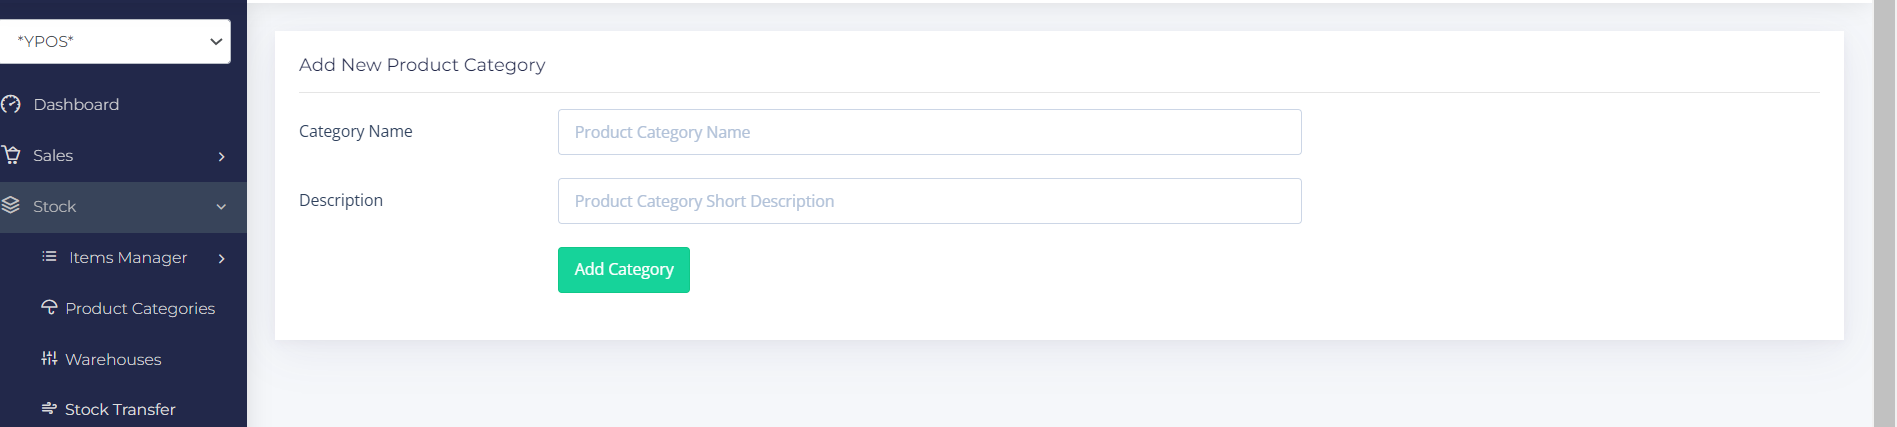 *YPOS*
Dashboard
Sales
Stock
Items Manager
Product Categories
Warehouses
Stock Transfer
Add New Product Category
Category Name
Product Category Name
Description
Product Category Short Description
Add Category